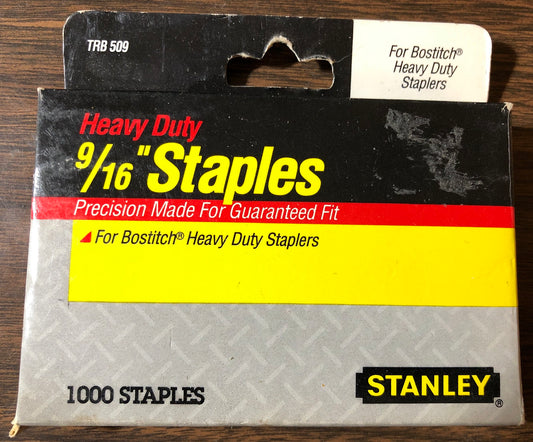 TRB 509
For Bostitch®
Heavy Duty
Staplers
Heavy Duty
9/16" Staples
Precision Made For Guaranteed Fit
For Bostitch® Heavy Duty Staplers
1000 STAPLES
STANLEY®